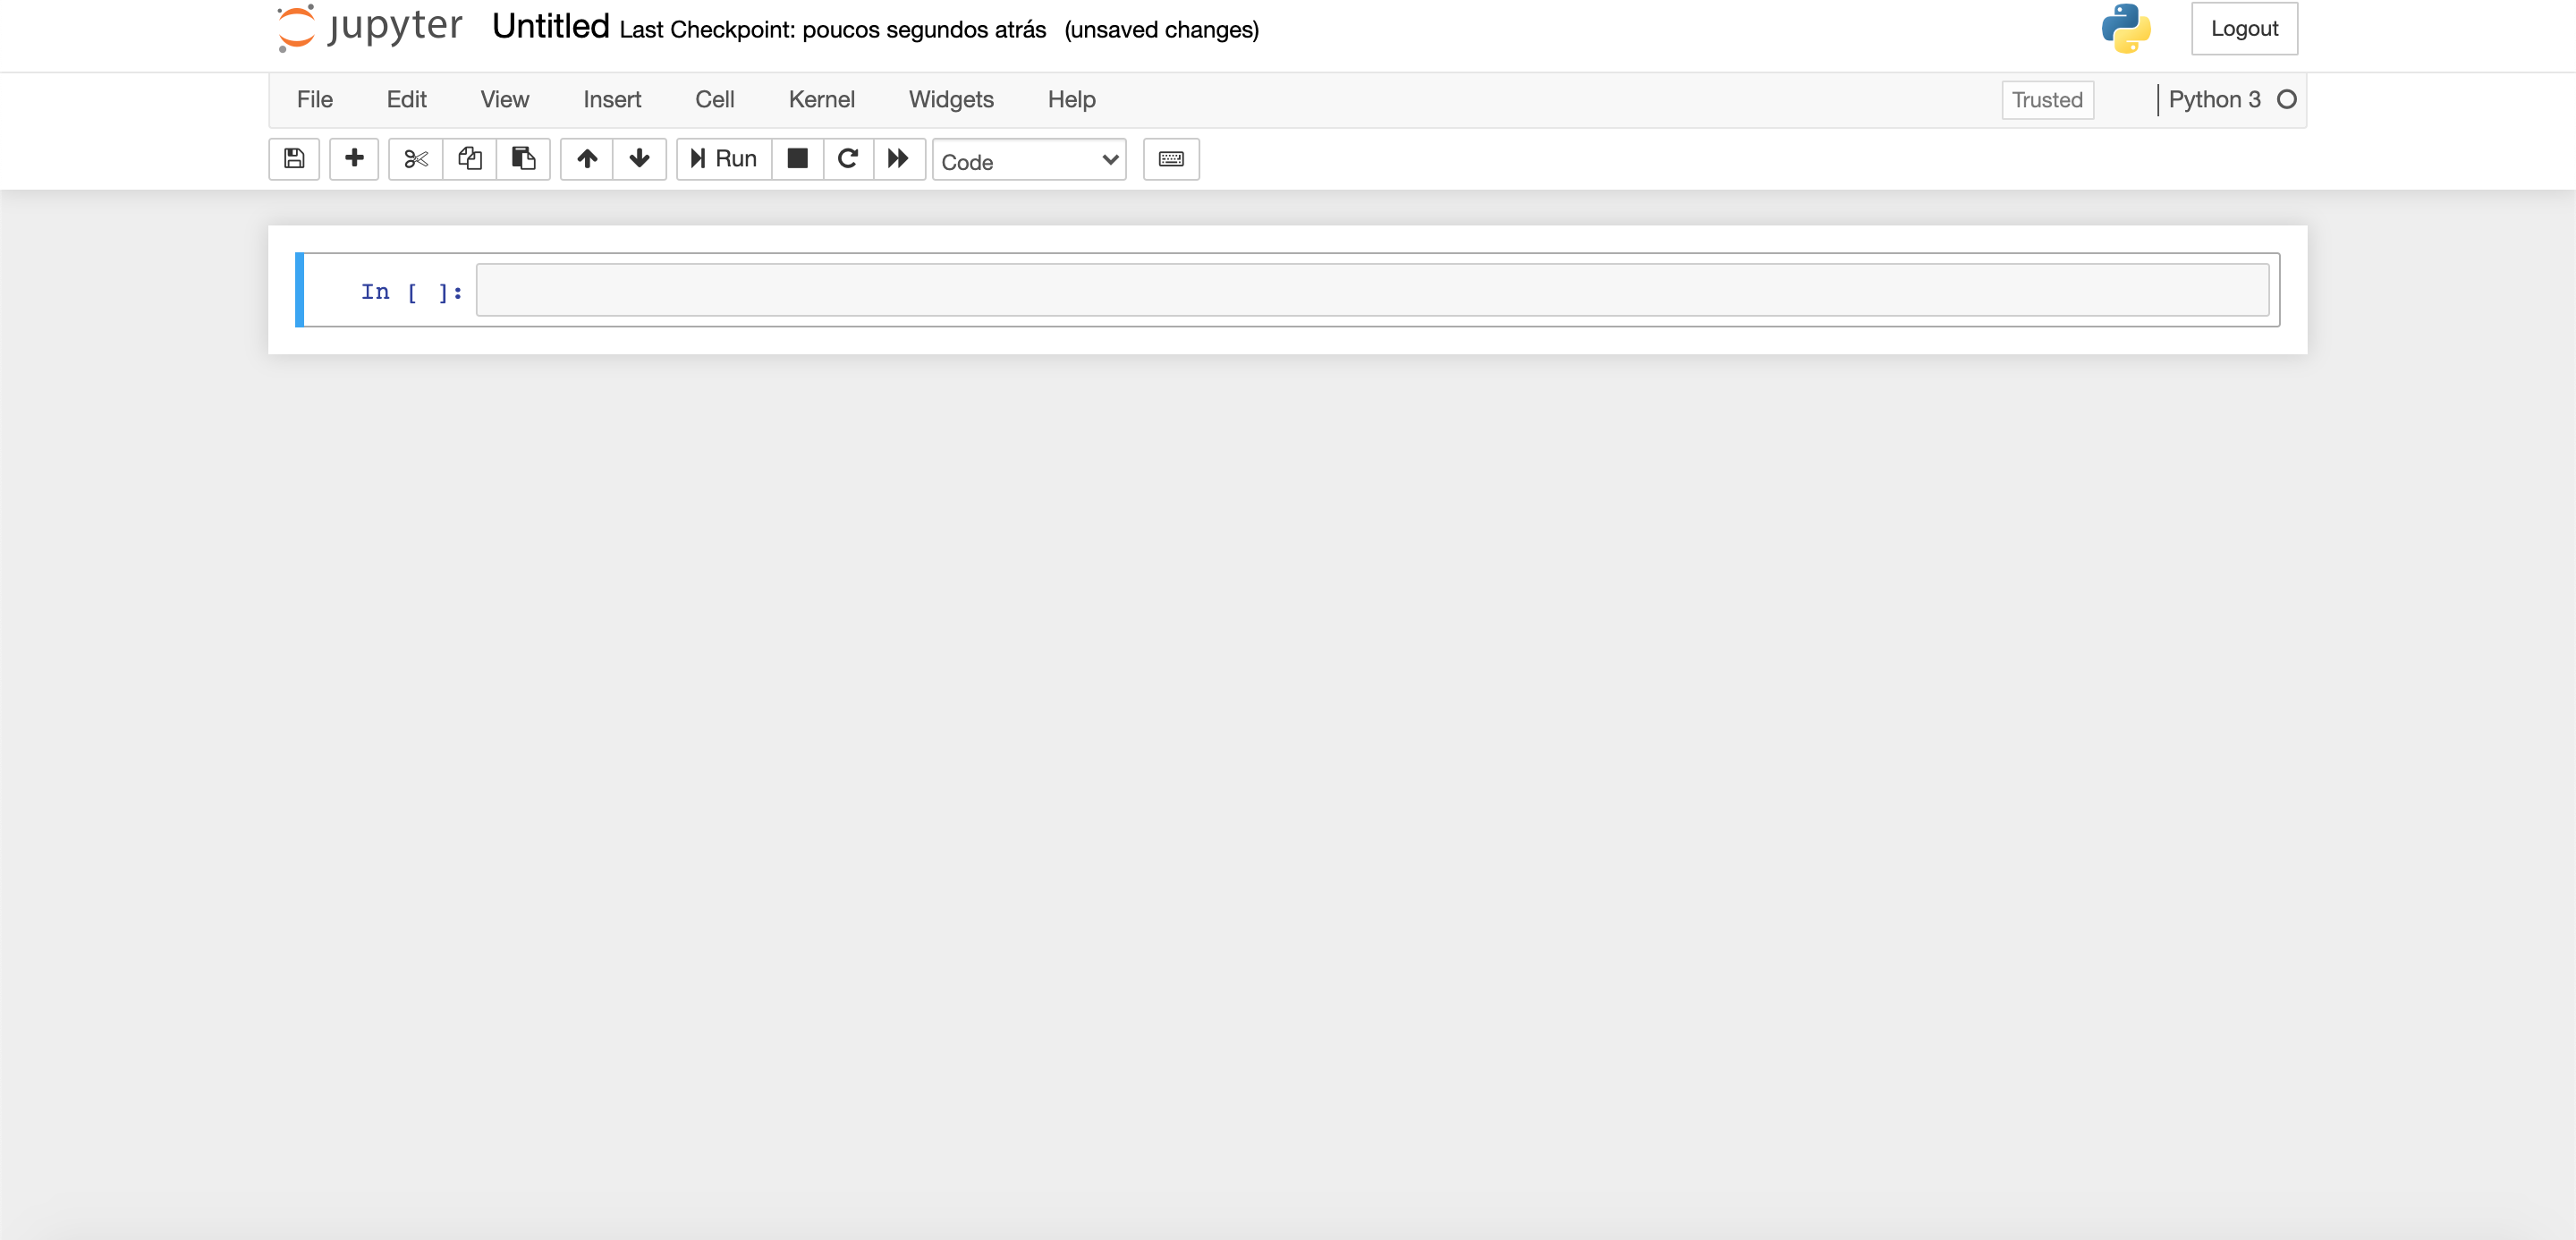 jupyter Untitled Last Checkpoint: poucos segundos atrás (unsaved changes) Logout
File Edit View Insert Cell Kernel Widgets Help Trusted Python 3
Run Code
In [ ]: